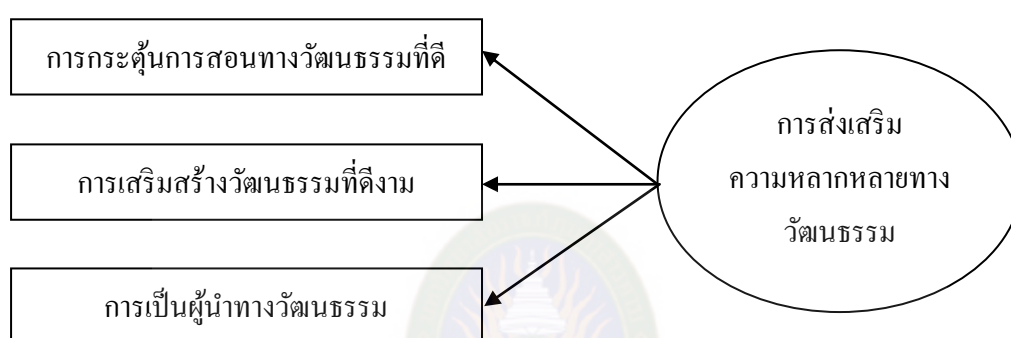 การกระตุ้นการสอนทางวัฒนธรรมที่ดี
การเสริมสร้างวัฒนธรรมที่ดีงาม
การเป็นผู้นำทางวัฒนธรรม
การส่งเสริม
ความหลากหลายทาง
วัฒนธรรม